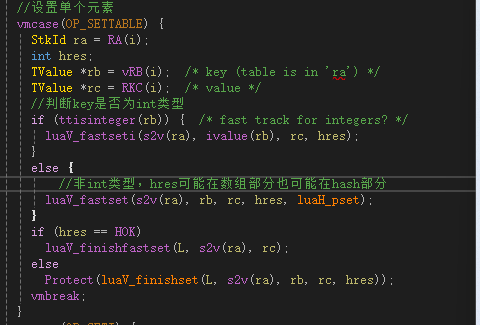 //设置单个元素
vmcase(OP_SETTABLE) {
StkId ra = RA(i);
int hres;
TValue *rb = vRB(i);  /* key (table is in 'ra') */
TValue *rc = RKC(i);  /* value */
//判断key是否为int类型
if (ttisinteger(rb)) {  /* fast track for integers? */
luaV_fastseti(s2v(ra), ivalue(rb), rc, hres);
}
else {
//非int类型，hres可能在数组部分也可能在hash部分
luaV_fastset(s2v(ra), rb, rc, hres, luaH_pset);
}
if (hres == HOK)
luaV_finishfastset(L, s2v(ra), rc);
else
Protect(luaV_finishset(L, s2v(ra), rb, rc, hres));
vmbreak;
}